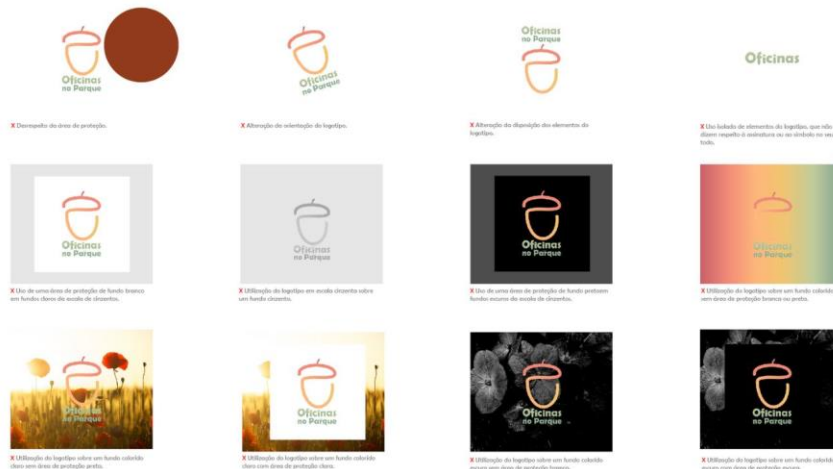 Oficinas
no Parque
X Desrespeito da área de proteção.
Oficinas
no Parque
X Alteração da orientação do logotipo.
Oficinas
no Parque
X Alteração da disposição dos elementos do
logotipo.
Oficinas
X Uso isolado de elementos do logotipo, que não
dizem respeito à assinatura ou ao símbolo no seu
todo.
Oficinas
no Parque
X Uso de uma área de proteção de fundo branco
em fundos claros da escala de cinzentos.
Oficinas
no Parque
X Utilização do logotipo em escala cinzenta sobre
um fundo cinzento.
Oficinas
no Parque
X Uso de uma área de proteção de fundo preto em
fundos escuros da escala de cinzentos.
Oficinas
no Parque
X Utilização do logotipo sobre um fundo colorido
sem área de proteção branca ou preta.
Oficinas
no Parque
X Utilização do logotipo sobre um fundo colorido
claro sem área de proteção preta.
Oficinas
no Parque
X Utilização do logotipo sobre um fundo colorido
claro com área de proteção clara.
Oficinas
no Parque
X Utilização do logotipo sobre um fundo colorido
escuro sem área de proteção branca.
Oficinas
no Parque
X Utilização do logotipo sobre um fundo colorido
escuro com área de proteção escura.